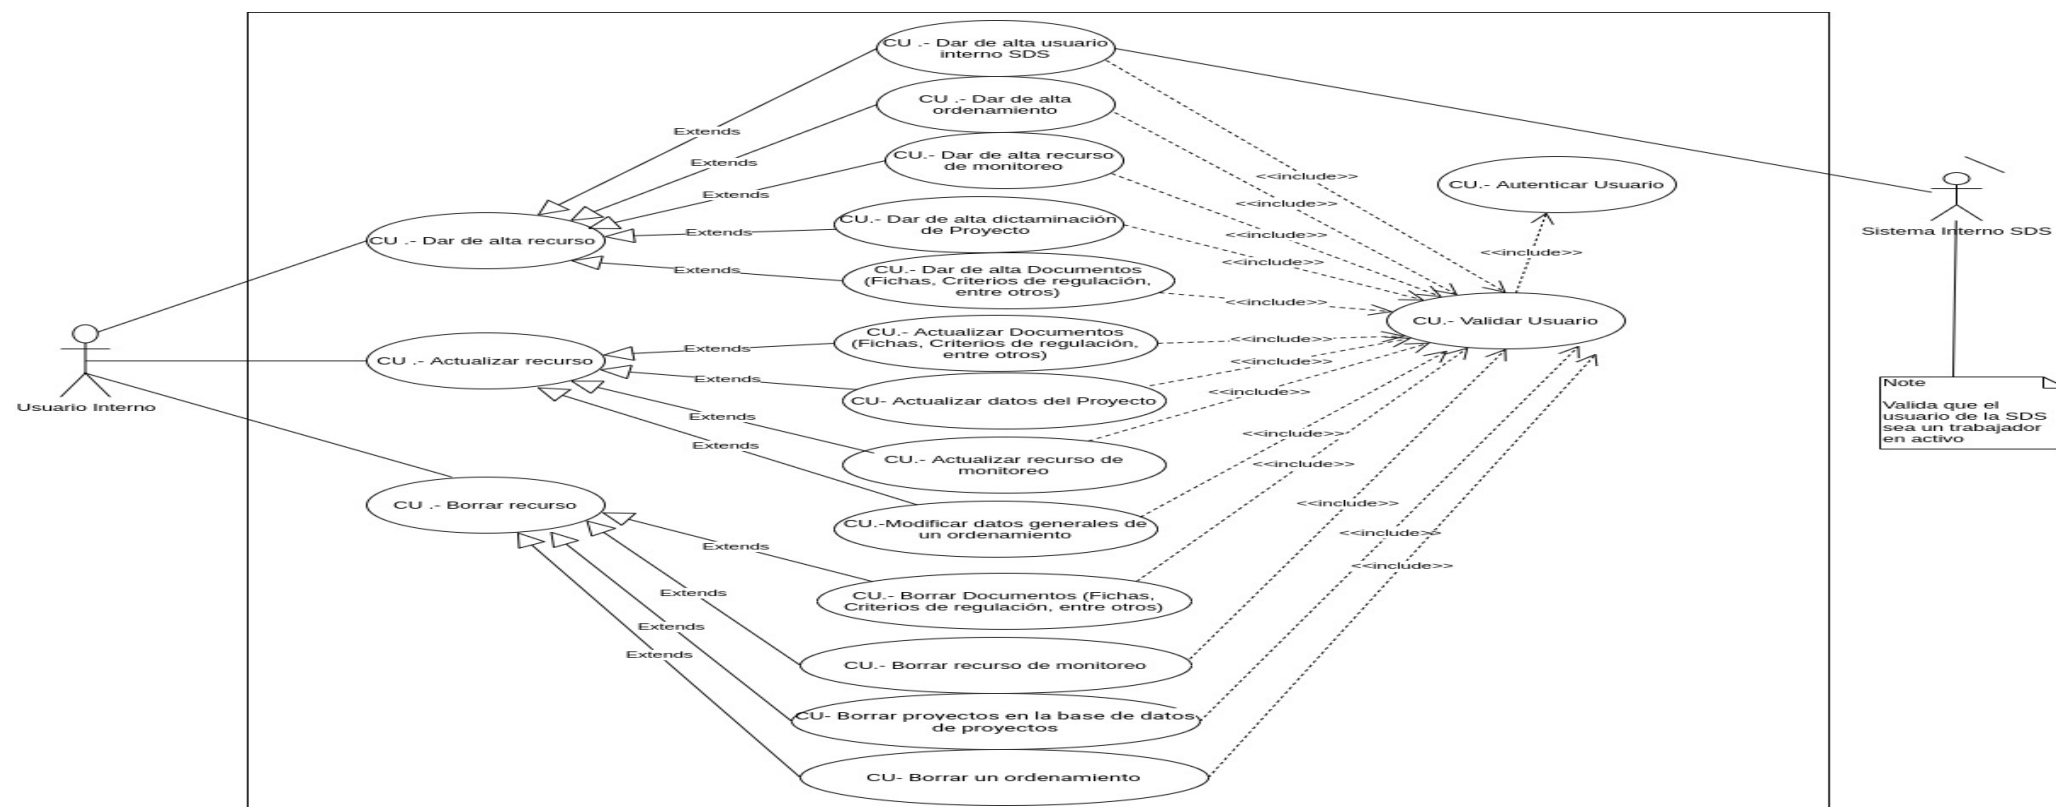 CU .- Dar de alta usuario
interno SDS
CU .- Dar de alta
ordenamiento
Extends
CU.- Dar de alta recurso
de monitoreo
Extends
<<include>>
CU.- Autenticar Usuario
Extends
<<include>>
CU.- Dar de alta dictaminación
de Proyecto
Extends
<<include>>
Sistema Interno SDS
CU .- Dar de alta recurso
<<include>>
<<include>>
Extends
CU.- Dar de alta Documentos
(Fichas, Criterios de regulación,
entre otros)
<<include>>
CU.- Validar Usuario
CU.- Actualizar Documentos
(Fichas, Criterios de regulación,
entre otros)
Extends
<<include>>
CU .- Actualizar recurso
<<include>>
Extends
<<include>>
Note
Valida que el
usuario de la SDS
sea un trabajador
en activo
Usuario Interno
CU- Actualizar datos del Proyecto
Extends
<<include>>
Extends
CU.- Actualizar recurso de
monitoreo
<<include>>
CU .- Borrar recurso
<<include>>
CU.-Modificar datos generales de
un ordenamiento
<<include>>
Extends
<<include>>
CU.- Borrar Documentos (Fichas,
Criterios de regulación, entre otros)
Extends
Extends
Extends
CU.- Borrar recurso de monitoreo
CU- Borrar proyectos en la base de datos
de proyectos
CU- Borrar un ordenamiento